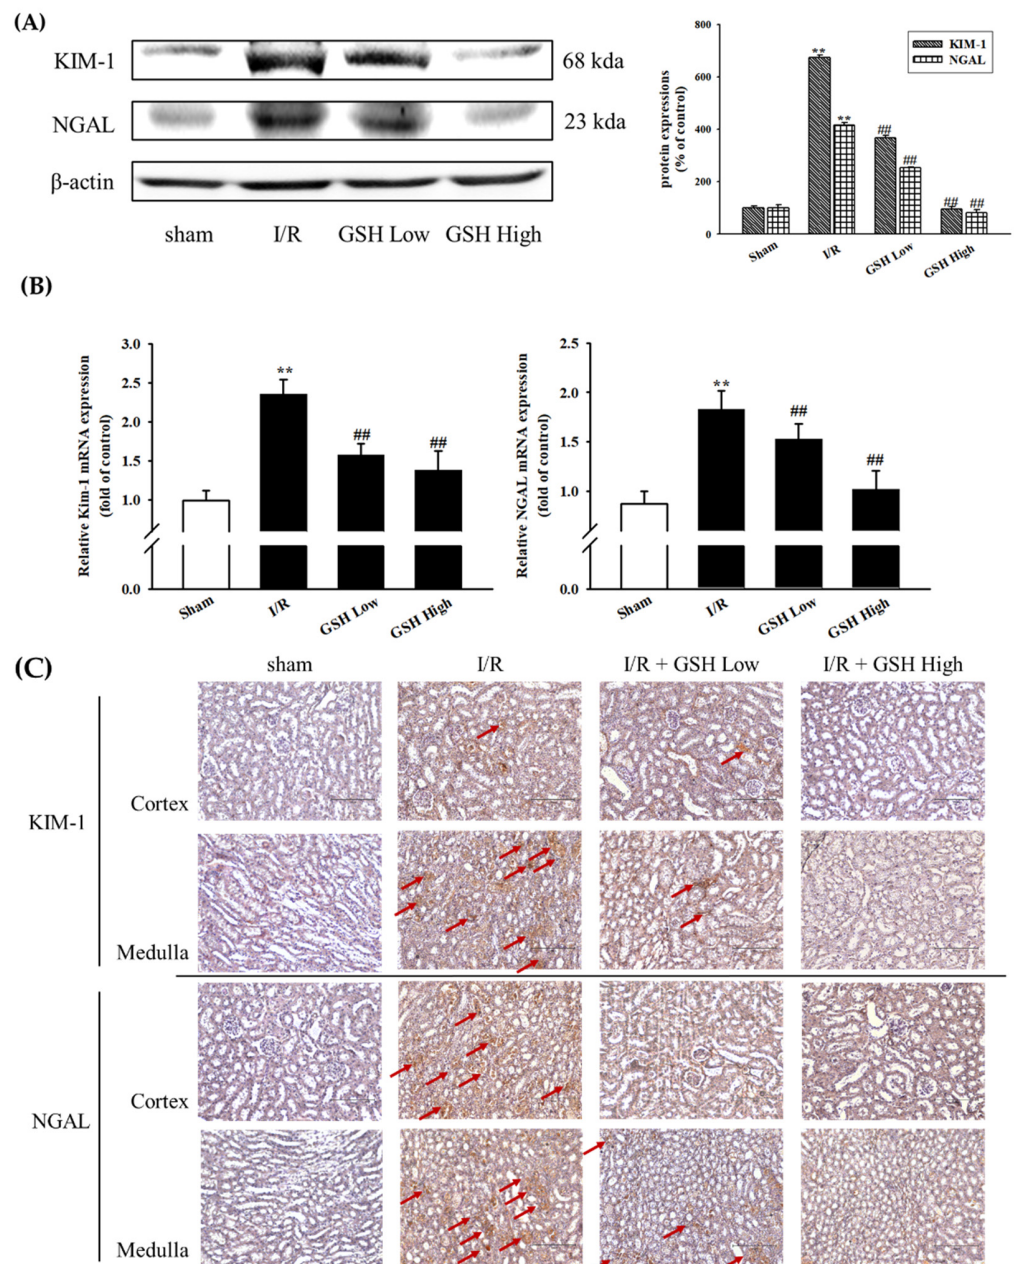 (A)
KIM-1
68 kda
NGAL
23 kda
β-actin
sham I/R GSH Low GSH High
protein expressions
(% of control)
800
600
400
200
0
KIM-1
NGAL
**
**
##
##
## ##
Sham I/R GSH Low GSH High
(B)
Relative Kim-1 mRNA expression
(fold of control)
3.0
2.5
2.0
1.5
1.0
0.0
**
##
##
Sham I/R GSH Low GSH High
Relative NGAL mRNA expression
(fold of control)
2.5
2.0
1.5
1.0
0.0
**
##
##
Sham I/R GSH Low GSH High
(C)
sham I/R I/R + GSH Low I/R + GSH High
KIM-1
Cortex
Medulla
NGAL
Cortex
Medulla